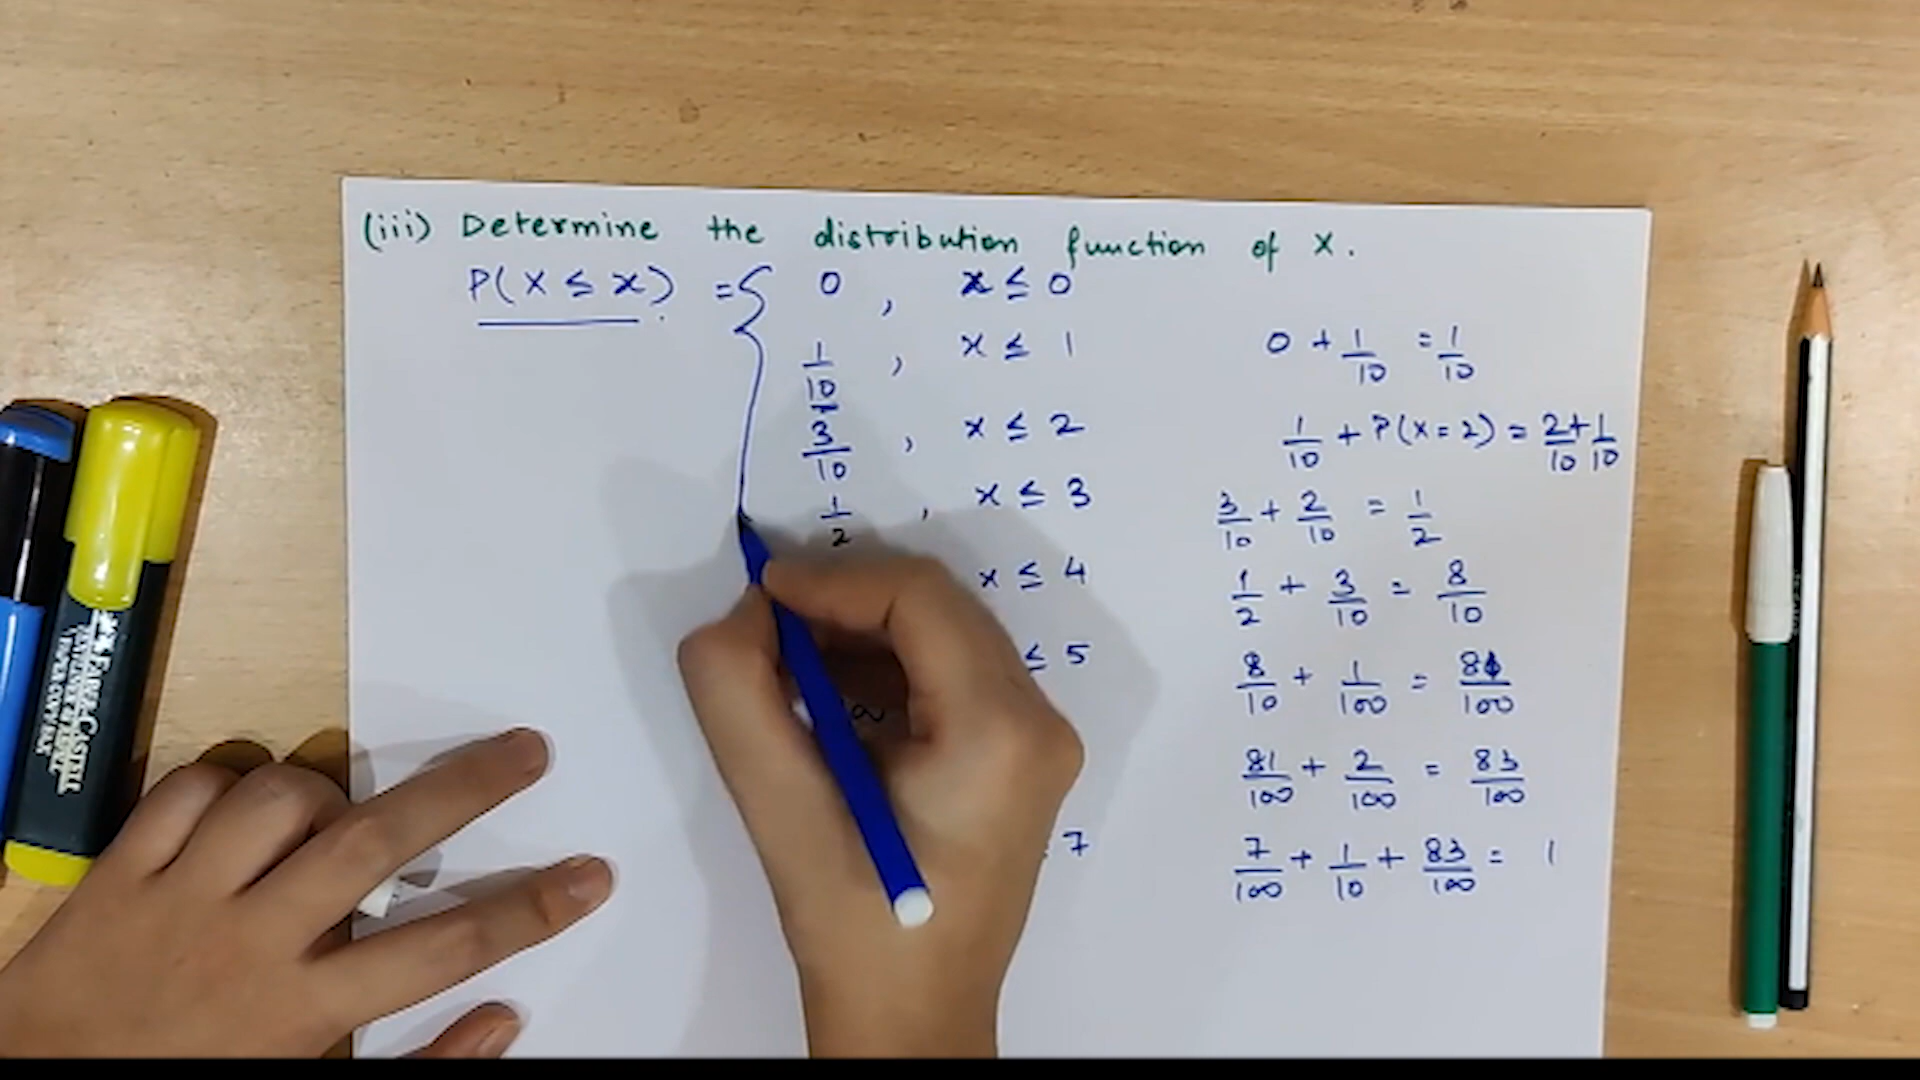 (iii) Determine the distribution function of X.
P(X ≤ x) = { 0 , x ≤ 0
1/10 , x ≤ 1
3/10 , x ≤ 2
1/2 , x ≤ 3
x ≤ 4
≤ 5
7
0 + 1/10 = 1/10
1/10 + P(X = 2) = 2/10 + 1/10
3/10 + 2/10 = 1/2
1/2 + 3/10 = 8/10
8/10 + 1/100 = 81/100
81/100 + 2/100 = 83/100
7/100 + 1/10 + 83/100 = 1
FABER-CASTELL